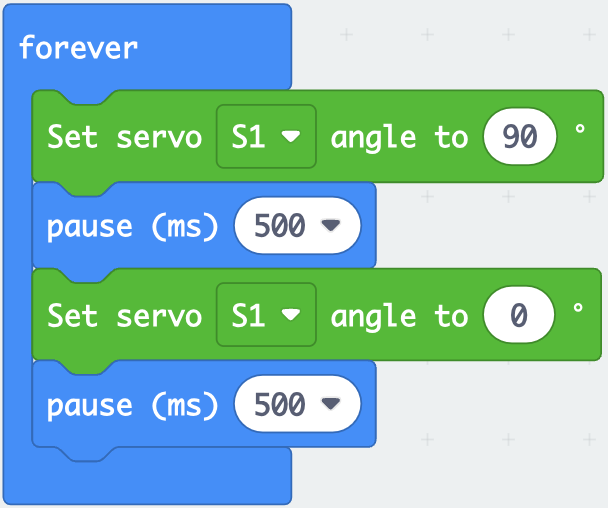 forever
Set servo S1 angle to 90 °
pause (ms) 500
Set servo S1 angle to 0 °
pause (ms) 500